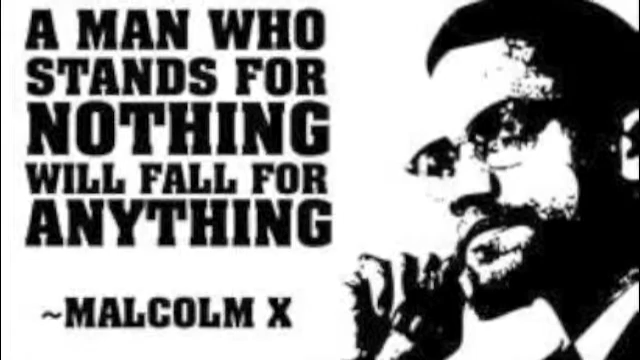 A MAN WHO
STANDS FOR
NOTHING
WILL FALL FOR
ANYTHING
~MALCOLM X